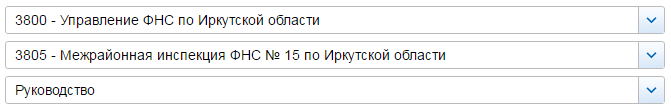 3800 - Управление ФНС по Иркутской области
3805 - Межрайонная инспекция ФНС № 15 по Иркутской области
Руководство